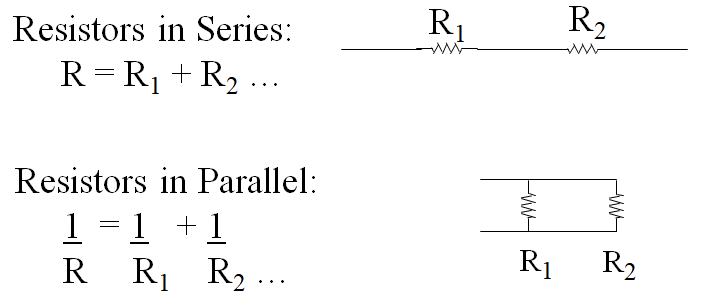 Resistors in Series:
R = R₁ + R₂ ...
R₁ R₂
Resistors in Parallel:
1 = 1 + 1
R R₁ R₂ ...
R₁ R₂